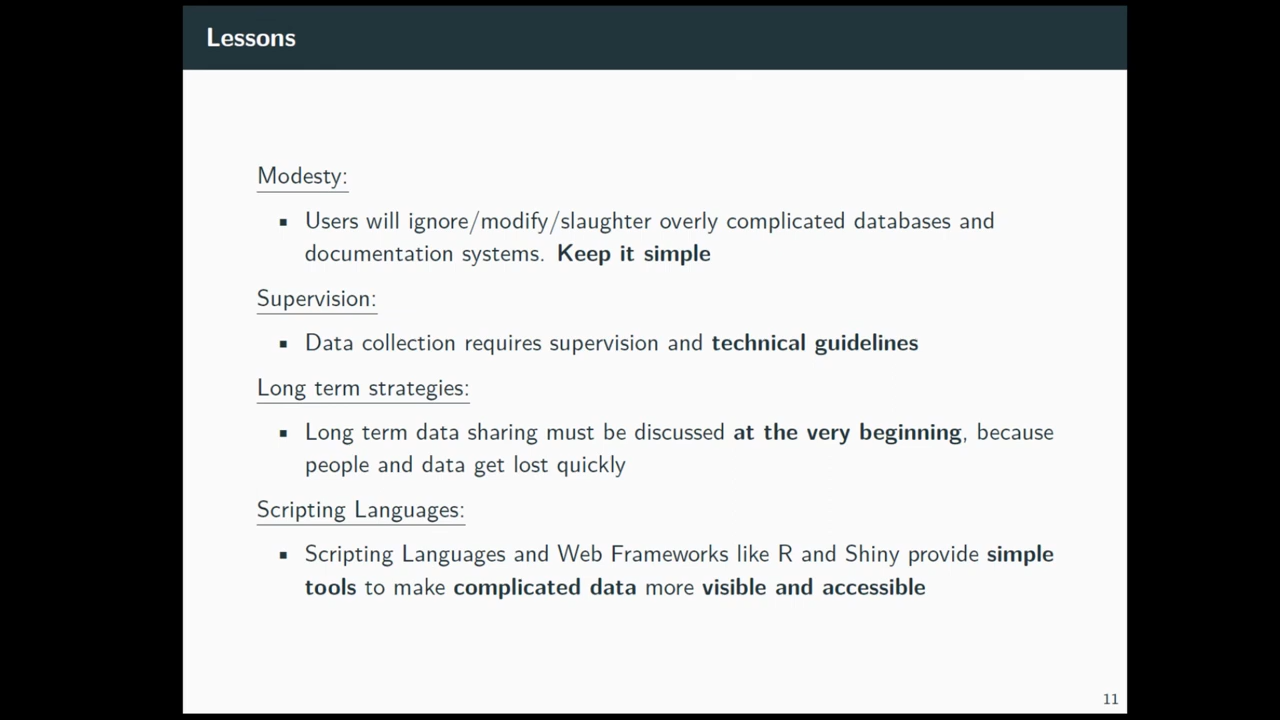 Lessons
Modesty:
▪ Users will ignore/modify/slaughter overly complicated databases and
documentation systems. Keep it simple
Supervision:
▪ Data collection requires supervision and technical guidelines
Long term strategies:
▪ Long term data sharing must be discussed at the very beginning, because
people and data get lost quickly
Scripting Languages:
▪ Scripting Languages and Web Frameworks like R and Shiny provide simple
tools to make complicated data more visible and accessible
11